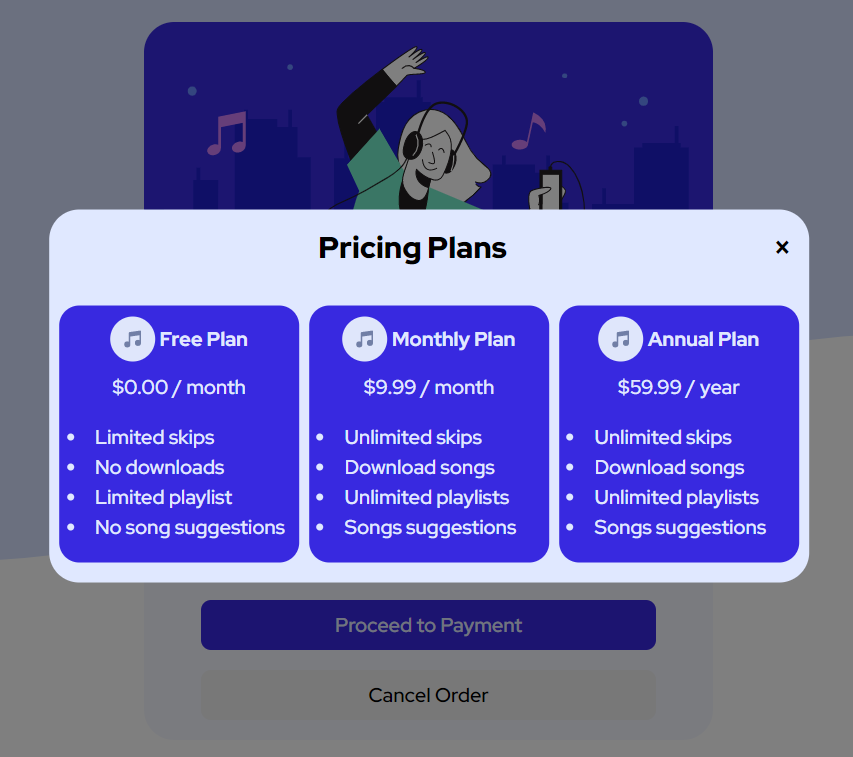 Pricing Plans ×
Free Plan
$0.00 / month
Limited skips
No downloads
Limited playlist
No song suggestions
Monthly Plan
$9.99 / month
Unlimited skips
Download songs
Unlimited playlists
Songs suggestions
Annual Plan
$59.99 / year
Unlimited skips
Download songs
Unlimited playlists
Songs suggestions
Proceed to Payment
Cancel Order